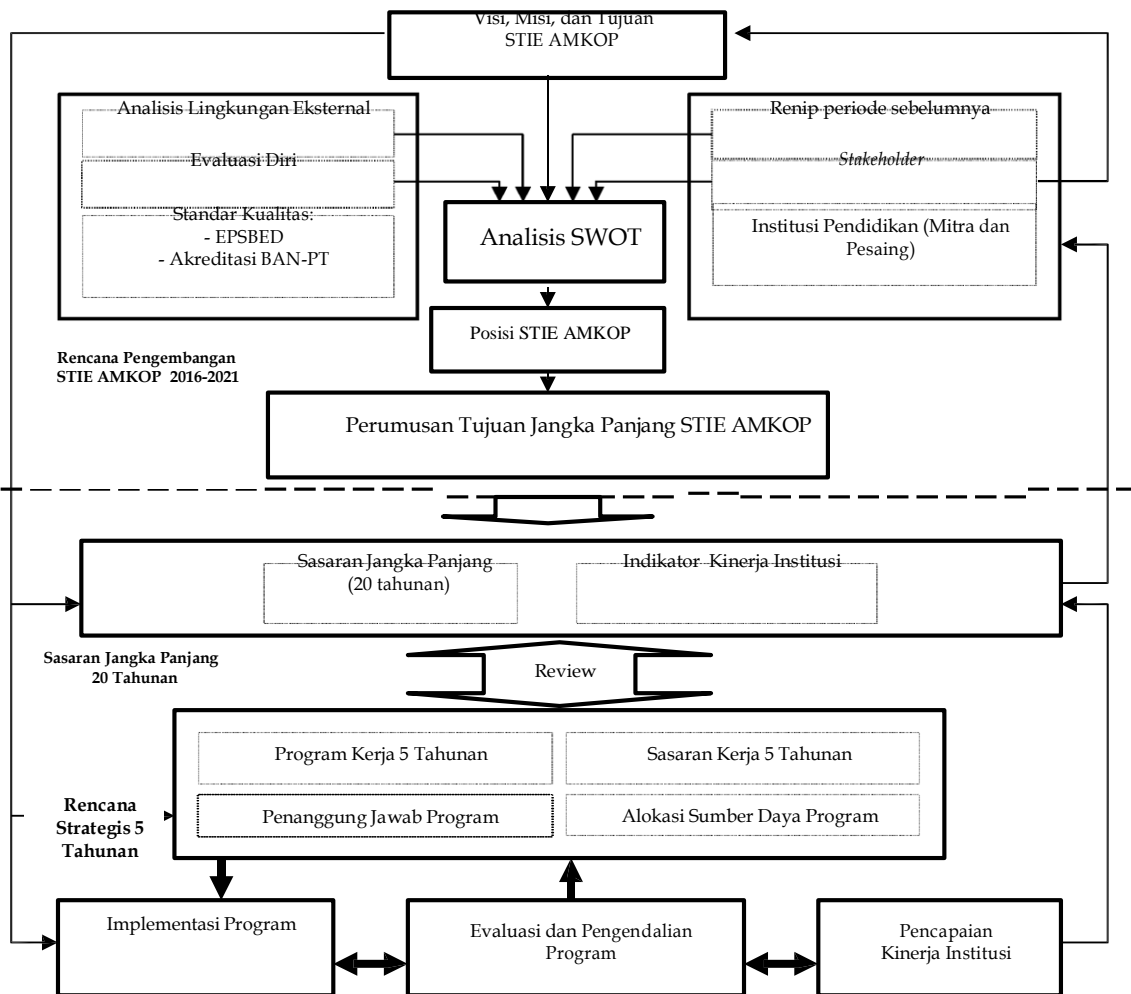 Visi, Misi, dan Tujuan
STIE AMKOP
Analisis Lingkungan Eksternal
Evaluasi Diri
Standar Kualitas:
- EPSBED
- Akreditasi BAN-PT
Renip periode sebelumnya
Stakeholder
Institusi Pendidikan (Mitra dan
Pesaing)
Analisis SWOT
Posisi STIE AMKOP
Rencana Pengembangan
STIE AMKOP 2016-2021
Perumusan Tujuan Jangka Panjang STIE AMKOP
Sasaran Jangka Panjang
(20 tahunan)
Indikator Kinerja Institusi
Sasaran Jangka Panjang
20 Tahunan
Review
Program Kerja 5 Tahunan
Sasaran Kerja 5 Tahunan
Penanggung Jawab Program
Alokasi Sumber Daya Program
Rencana
Strategis 5
Tahunan
Implementasi Program
Evaluasi dan Pengendalian
Program
Pencapaian
Kinerja Institusi